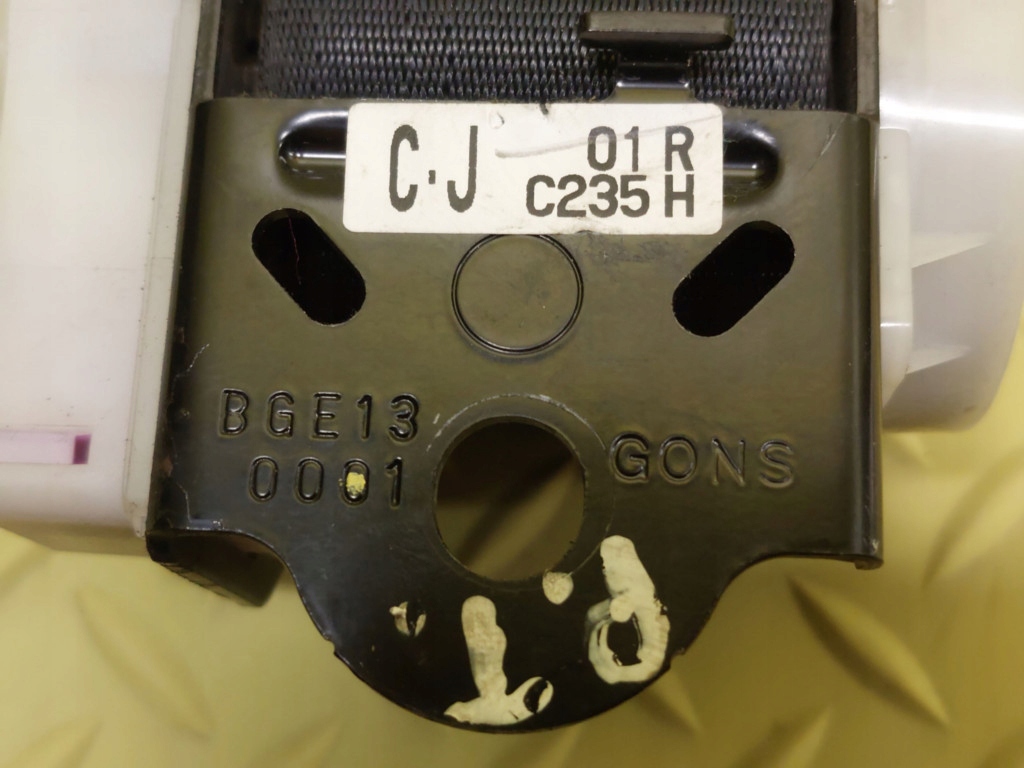 C·J 01 R
C235 H
BGE13
0001
GONS